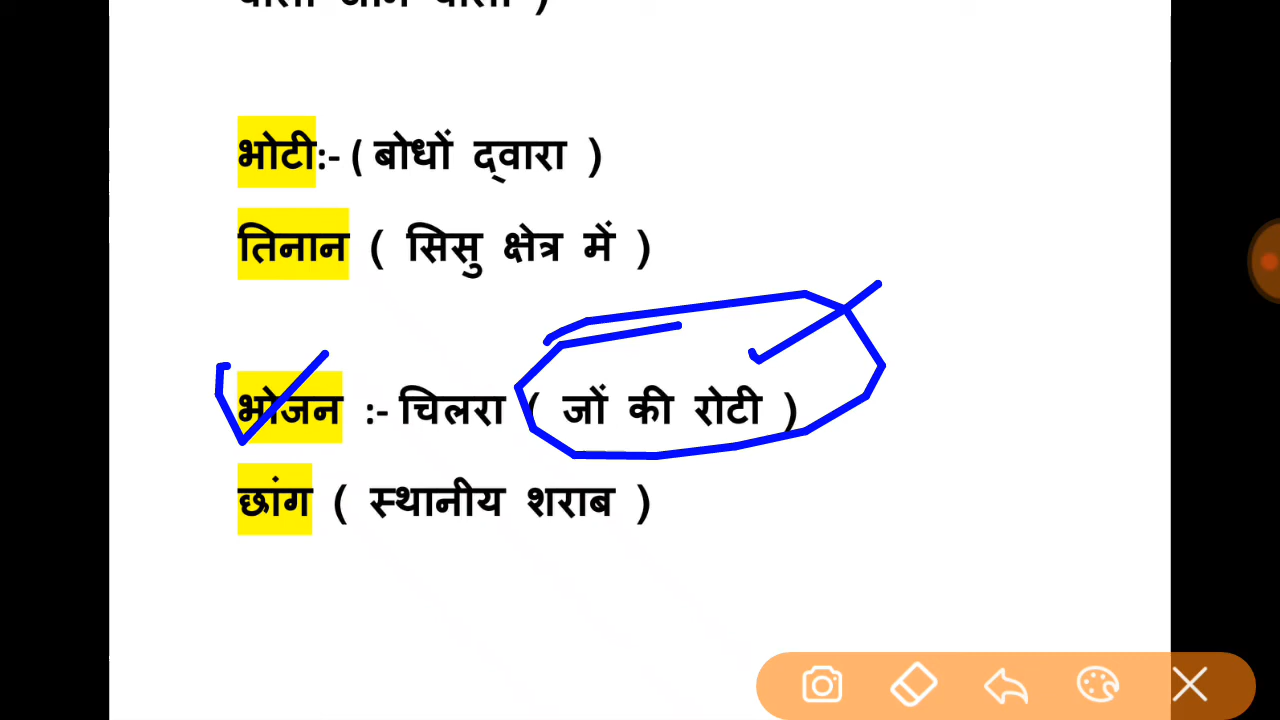 भोटी:- ( बोधों द्वारा )
तिनान ( सिसु क्षेत्र में )
भोजन :- चिलरा ( जों की रोटी )
छांग ( स्थानीय शराब )